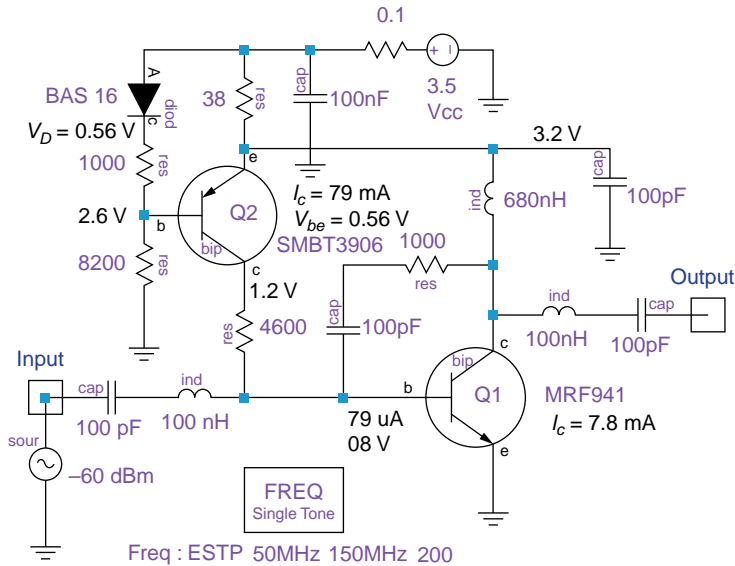 0.1
A
+ −
BAS 16
diod
38
res
cap
100nF
3.5
Vcc
c
V_D = 0.56 V
3.2 V
1000
res
e
cap
I_c = 79 mA
ind
680nH
100pF
2.6 V
b
Q2
V_be = 0.56 V
bip
SMBT3906
1000
8200
res
c
1.2 V
res
Output
cap
ind
cap
res
4600
100pF
100nH
100pF
c
Input
bip
cap
ind
b
Q1
MRF941
100 pF
100 nH
79 uA
I_c = 7.8 mA
08 V
sour
e
–60 dBm
FREQ
Single Tone
Freq : ESTP 50MHz 150MHz 200